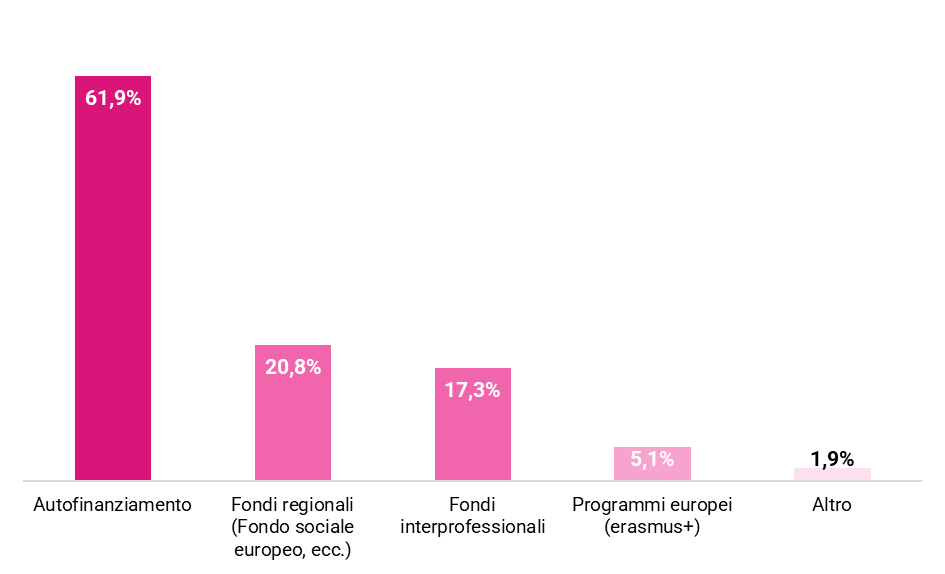 61,9%
20,8%
17,3%
5,1%
1,9%
Autofinanziamento
Fondi regionali
(Fondo sociale
europeo, ecc.)
Fondi
interprofessionali
Programmi europei
(erasmus+)
Altro